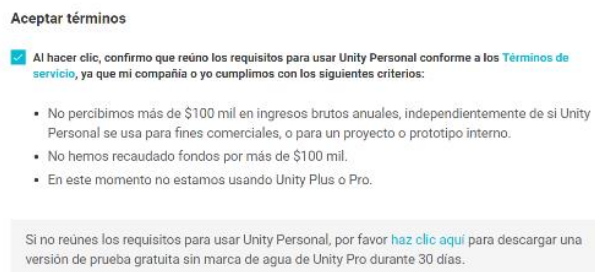 Aceptar términos
Al hacer clic, confirmo que reúno los requisitos para usar Unity Personal conforme a los Términos de
servicio, ya que mi compañía o yo cumplimos con los siguientes criterios:
▪ No percibimos más de $100 mil en ingresos brutos anuales, independientemente de si Unity
Personal se usa para fines comerciales, o para un proyecto o prototipo interno.
▪ No hemos recaudado fondos por más de $100 mil.
▪ En este momento no estamos usando Unity Plus o Pro.
Si no reúnes los requisitos para usar Unity Personal, por favor haz clic aquí para descargar una
versión de prueba gratuita sin marca de agua de Unity Pro durante 30 días.